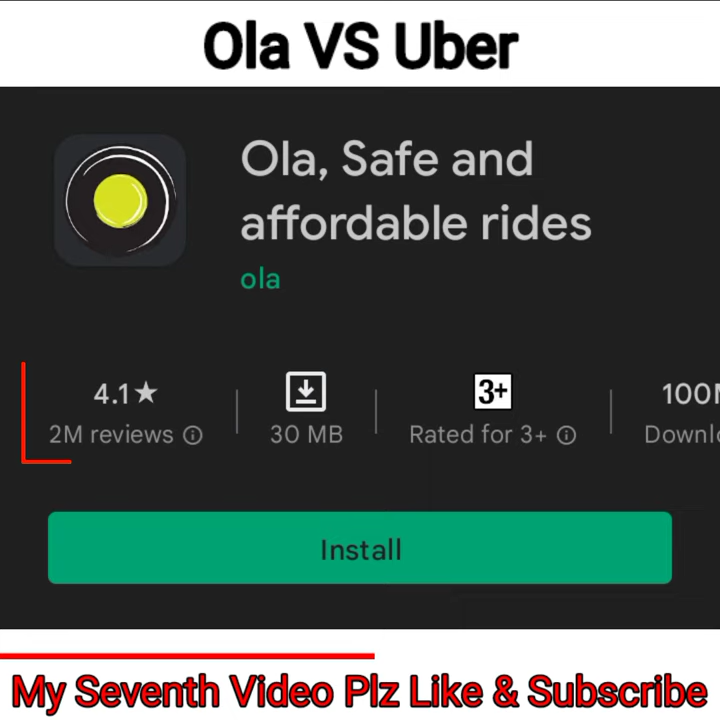 Ola VS Uber
Ola, Safe and
affordable rides
ola
4.1★
3+
100M
2M reviews
30 MB
Rated for 3+
Install
My Seventh Video Plz Like & Subscribe